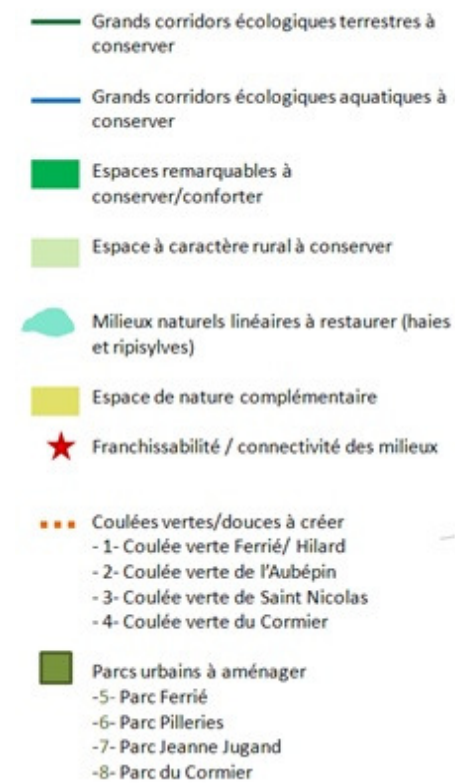 Grands corridors écologiques terrestres à
conserver
Grands corridors écologiques aquatiques à
conserver
Espaces remarquables à
conserver/conforter
Espace à caractère rural à conserver
Milieux naturels linéaires à restaurer (haies
et ripisylves)
Espace de nature complémentaire
Franchissabilité / connectivité des milieux
Coulées vertes/douces à créer
- 1- Coulée verte Ferrié/ Hilard
- 2- Coulée verte de l'Aubépin
- 3- Coulée verte de Saint Nicolas
- 4- Coulée verte du Cormier
Parcs urbains à aménager
-5- Parc Ferrié
-6- Parc Pilleries
-7- Parc Jeanne Jugand
-8- Parc du Cormier